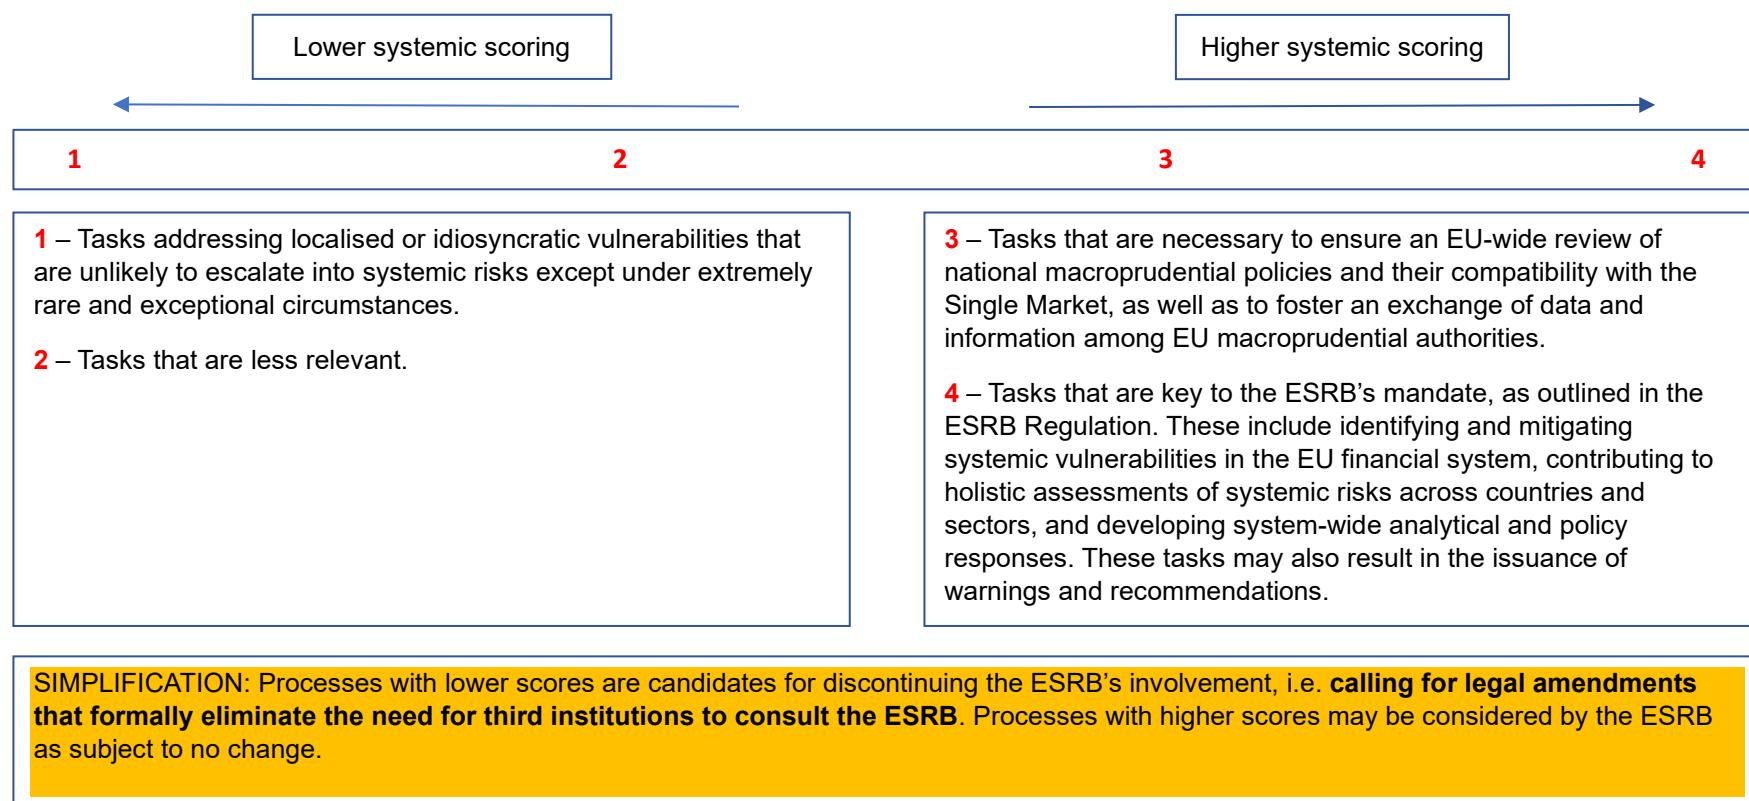 Lower systemic scoring
Higher systemic scoring
1
2
3
4
1 – Tasks addressing localised or idiosyncratic vulnerabilities that
are unlikely to escalate into systemic risks except under extremely
rare and exceptional circumstances.
2 – Tasks that are less relevant.
3 – Tasks that are necessary to ensure an EU-wide review of
national macroprudential policies and their compatibility with the
Single Market, as well as to foster an exchange of data and
information among EU macroprudential authorities.
4 – Tasks that are key to the ESRB’s mandate, as outlined in the
ESRB Regulation. These include identifying and mitigating
systemic vulnerabilities in the EU financial system, contributing to
holistic assessments of systemic risks across countries and
sectors, and developing system-wide analytical and policy
responses. These tasks may also result in the issuance of
warnings and recommendations.
SIMPLIFICATION: Processes with lower scores are candidates for discontinuing the ESRB’s involvement, i.e. calling for legal amendments
that formally eliminate the need for third institutions to consult the ESRB. Processes with higher scores may be considered by the ESRB
as subject to no change.